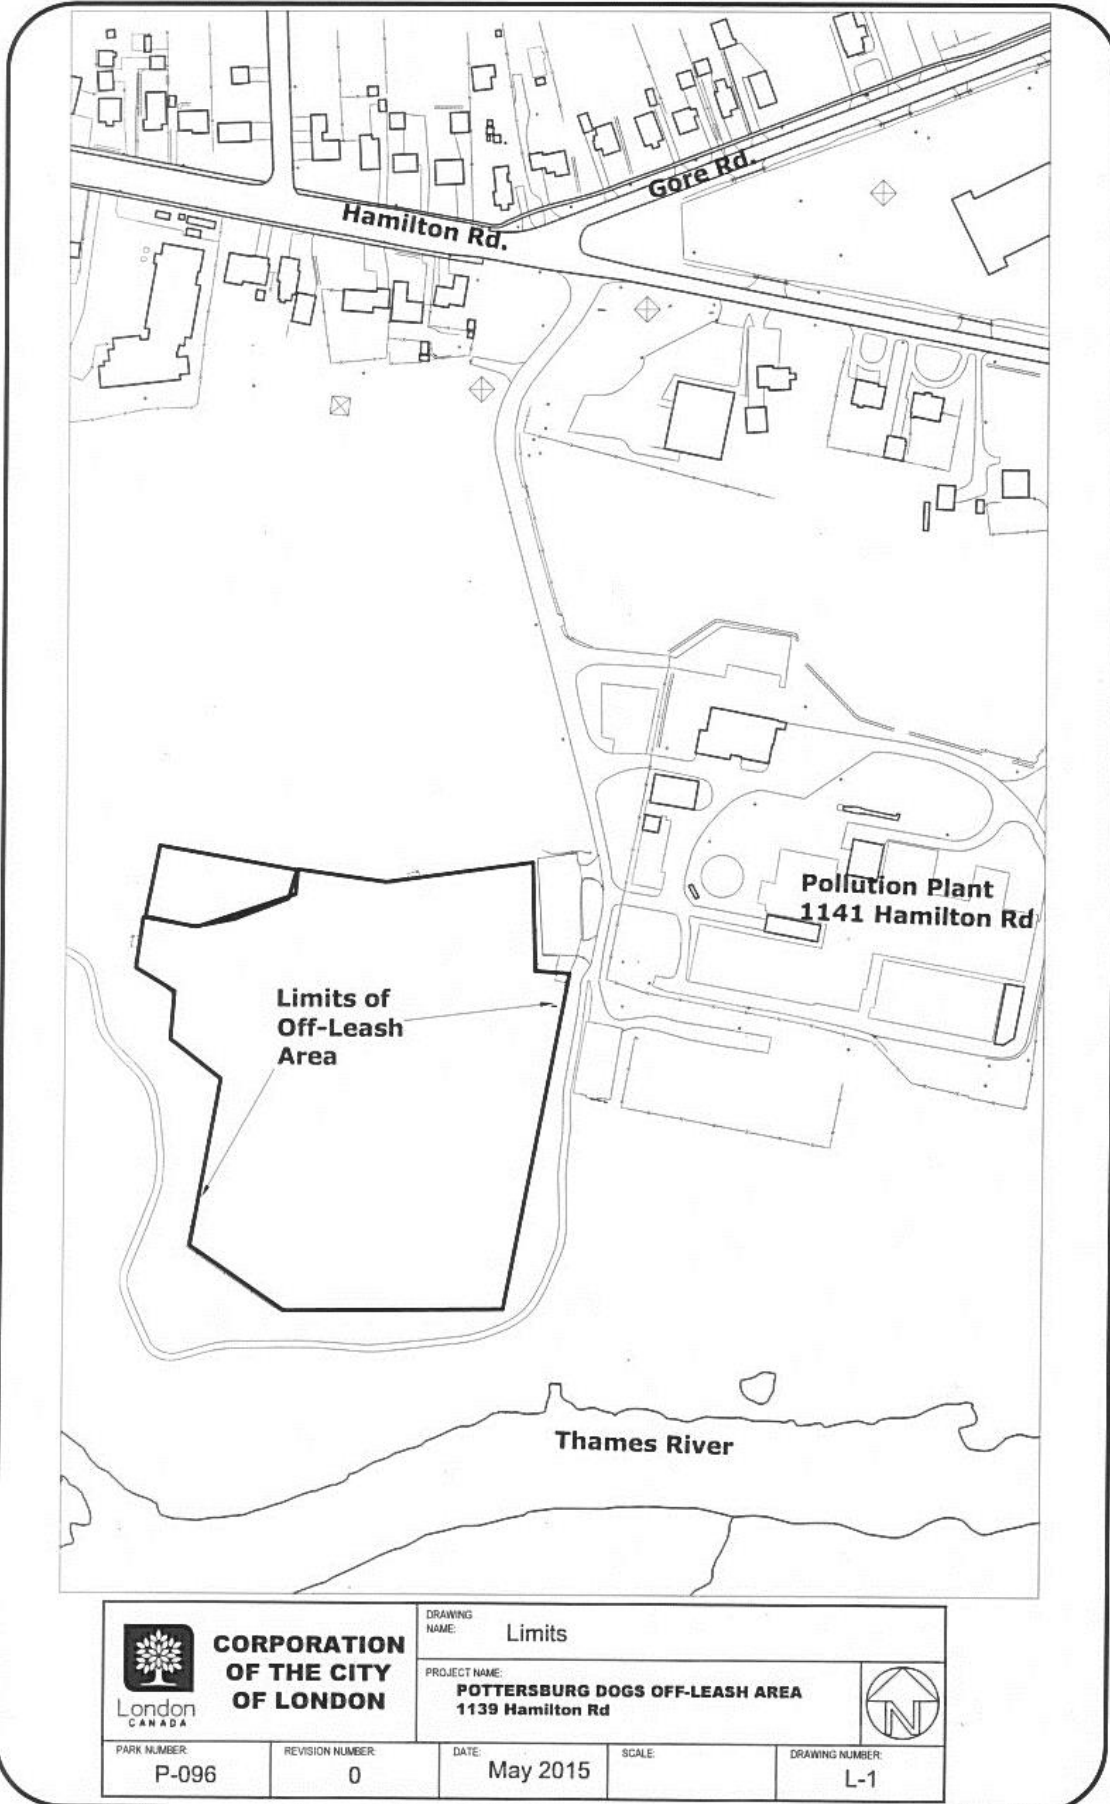 Gore Rd.
Hamilton Rd.
Pollution Plant
1141 Hamilton Rd
Limits of
Off-Leash
Area
Thames River
London
CANADA
CORPORATION
OF THE CITY
OF LONDON
DRAWING
NAME:
Limits
PROJECT NAME:
POTTERSBURG DOGS OFF-LEASH AREA
1139 Hamilton Rd
N
PARK NUMBER:
P-096
REVISION NUMBER:
0
DATE:
May 2015
SCALE:
DRAWING NUMBER:
L-1